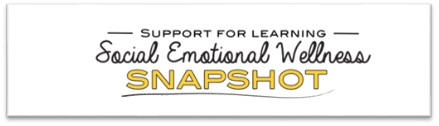 SUPPORT FOR LEARNING
Social Emotional Wellness
SNAPSHOT